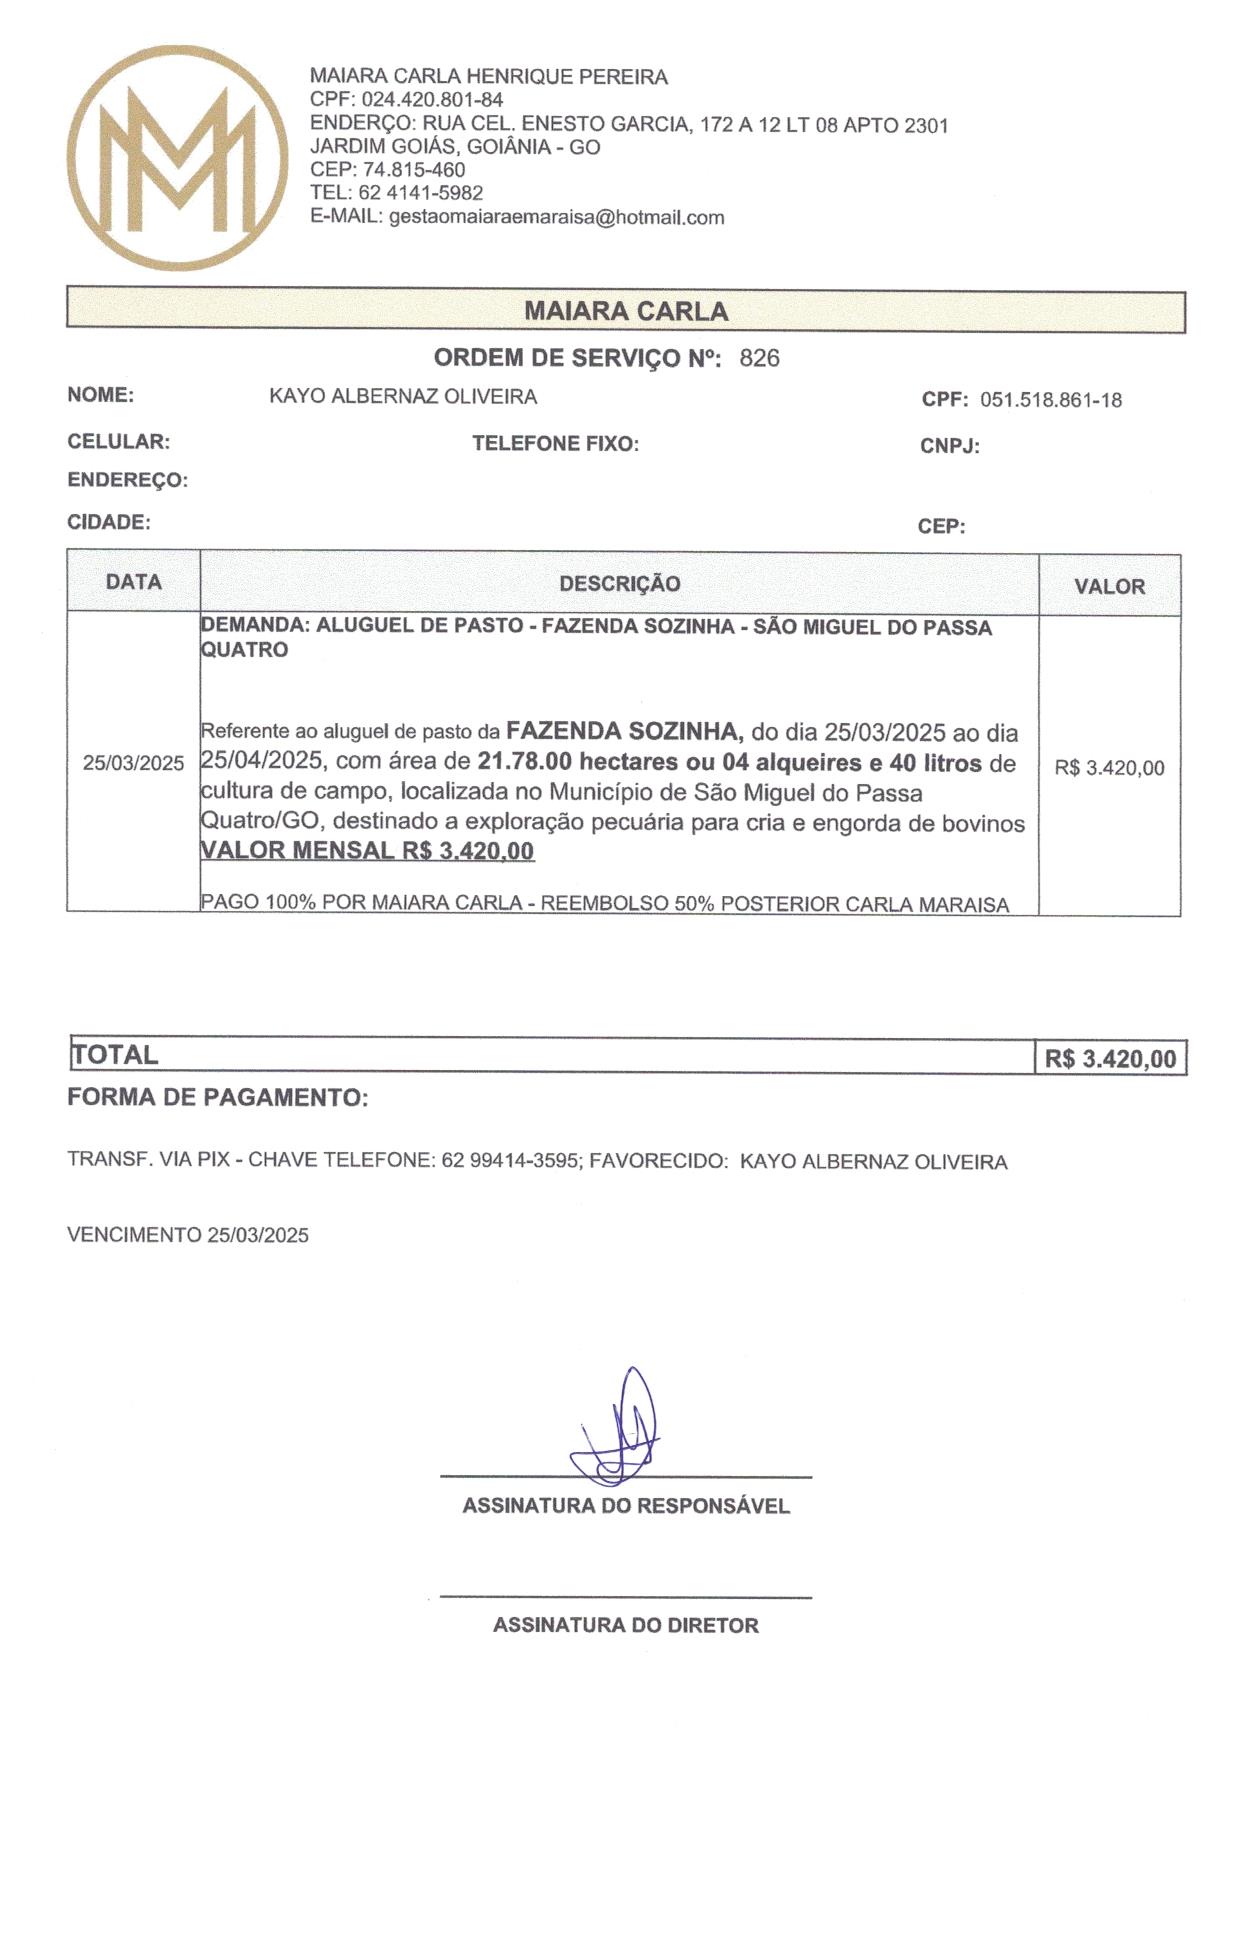 MAIARA CARLA HENRIQUE PEREIRA
CPF: 024.420.801-84
ENDERÇO: RUA CEL. ENESTO GARCIA, 172 A 12 LT 08 APTO 2301
JARDIM GOIÁS, GOIÂNIA - GO
CEP: 74.815-460
TEL: 62 4141-5982
E-MAIL: gestaomaiaraemaraisa@hotmail.com
MAIARA CARLA
ORDEM DE SERVIÇO Nº: 826
NOME: KAYO ALBERNAZ OLIVEIRA CPF: 051.518.861-18
CELULAR: TELEFONE FIXO: CNPJ:
ENDEREÇO:
CIDADE: CEP:
DATA DESCRIÇÃO VALOR
DEMANDA: ALUGUEL DE PASTO - FAZENDA SOZINHA - SÃO MIGUEL DO PASSA
QUATRO
Referente ao aluguel de pasto da FAZENDA SOZINHA, do dia 25/03/2025 ao dia
25/03/2025 25/04/2025, com área de 21.78.00 hectares ou 04 alqueires e 40 litros de R$ 3.420,00
cultura de campo, localizada no Município de São Miguel do Passa
Quatro/GO, destinado a exploração pecuária para cria e engorda de bovinos
VALOR MENSAL R$ 3.420,00
PAGO 100% POR MAIARA CARLA - REEMBOLSO 50% POSTERIOR CARLA MARAISA
TOTAL R$ 3.420,00
FORMA DE PAGAMENTO:
TRANSF. VIA PIX - CHAVE TELEFONE: 62 99414-3595; FAVORECIDO: KAYO ALBERNAZ OLIVEIRA
VENCIMENTO 25/03/2025
ASSINATURA DO RESPONSÁVEL
ASSINATURA DO DIRETOR